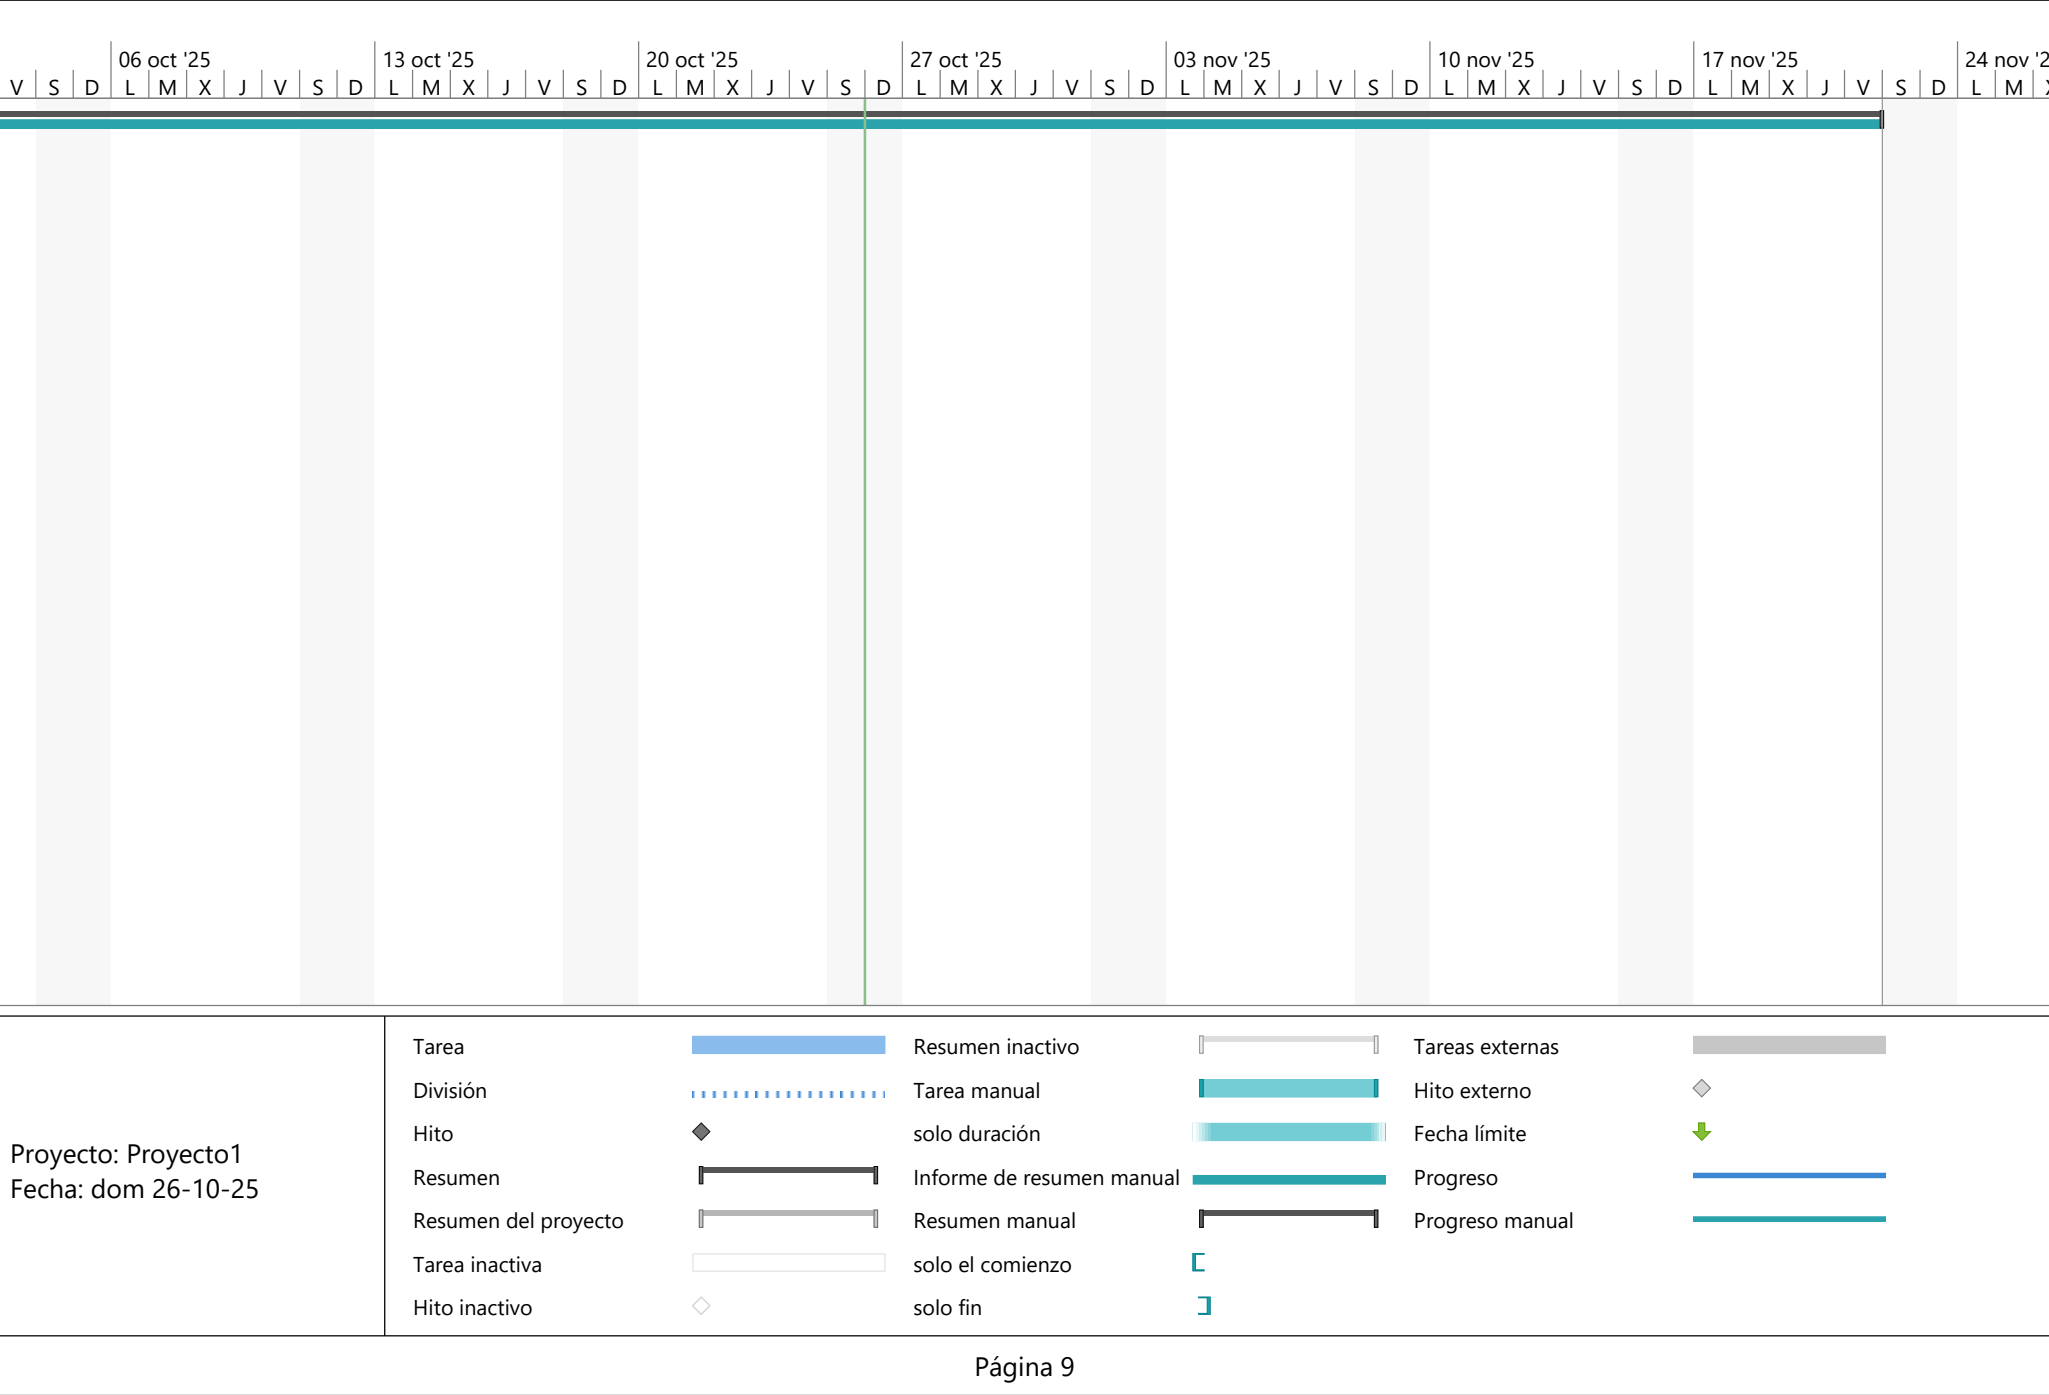 06 oct '25 13 oct '25 20 oct '25 27 oct '25 03 nov '25 10 nov '25 17 nov '25 24 nov '2
V S D L M X J V S D L M X J V S D L M X J V S D L M X J V S D L M X J V S D L M X J V S D L M X J V S D L M
Tarea Resumen inactivo Tareas externas
División Tarea manual Hito externo
Hito solo duración Fecha límite
Proyecto: Proyecto1
Fecha: dom 26-10-25
Resumen Informe de resumen manual Progreso
Resumen del proyecto Resumen manual Progreso manual
Tarea inactiva solo el comienzo
Hito inactivo solo fin
Página 9